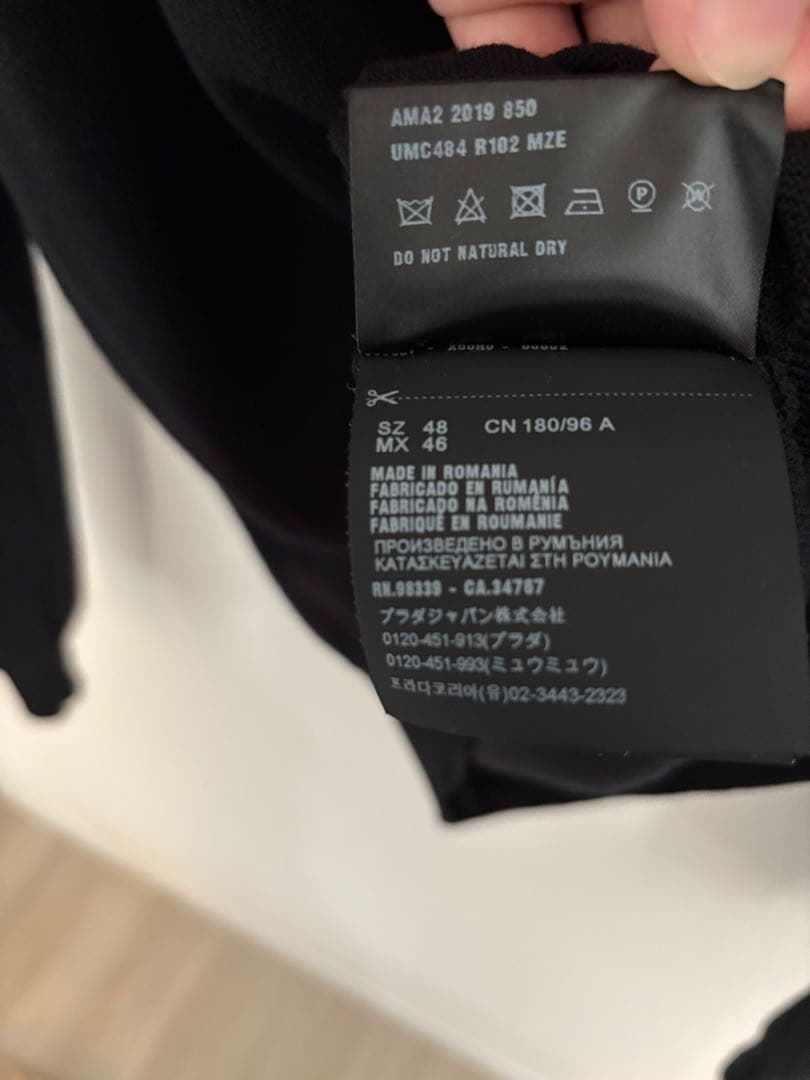 AMA2 2019 850
UMC484 R102 MZE
DO NOT NATURAL DRY
SZ 48 CN 180/96 A
MX 46
MADE IN ROMANIA
FABRICADO EN RUMANÍA
FABRICADO NA ROMÊNIA
FABRIQUÉ EN ROUMANIE
ПРОИЗВЕДЕНО В РУМЪНИЯ
ΚΑΤΑΣΚΕΥΑΖΕΤΑΙ ΣΤΗ ΡΟΥΜΑΝΙΑ
RN.98339 - CA.34767
プラダジャパン株式会社
0120-451-913(プラダ)
0120-451-993(ミュウミュウ)
프라다코리아(유)02-3443-2323